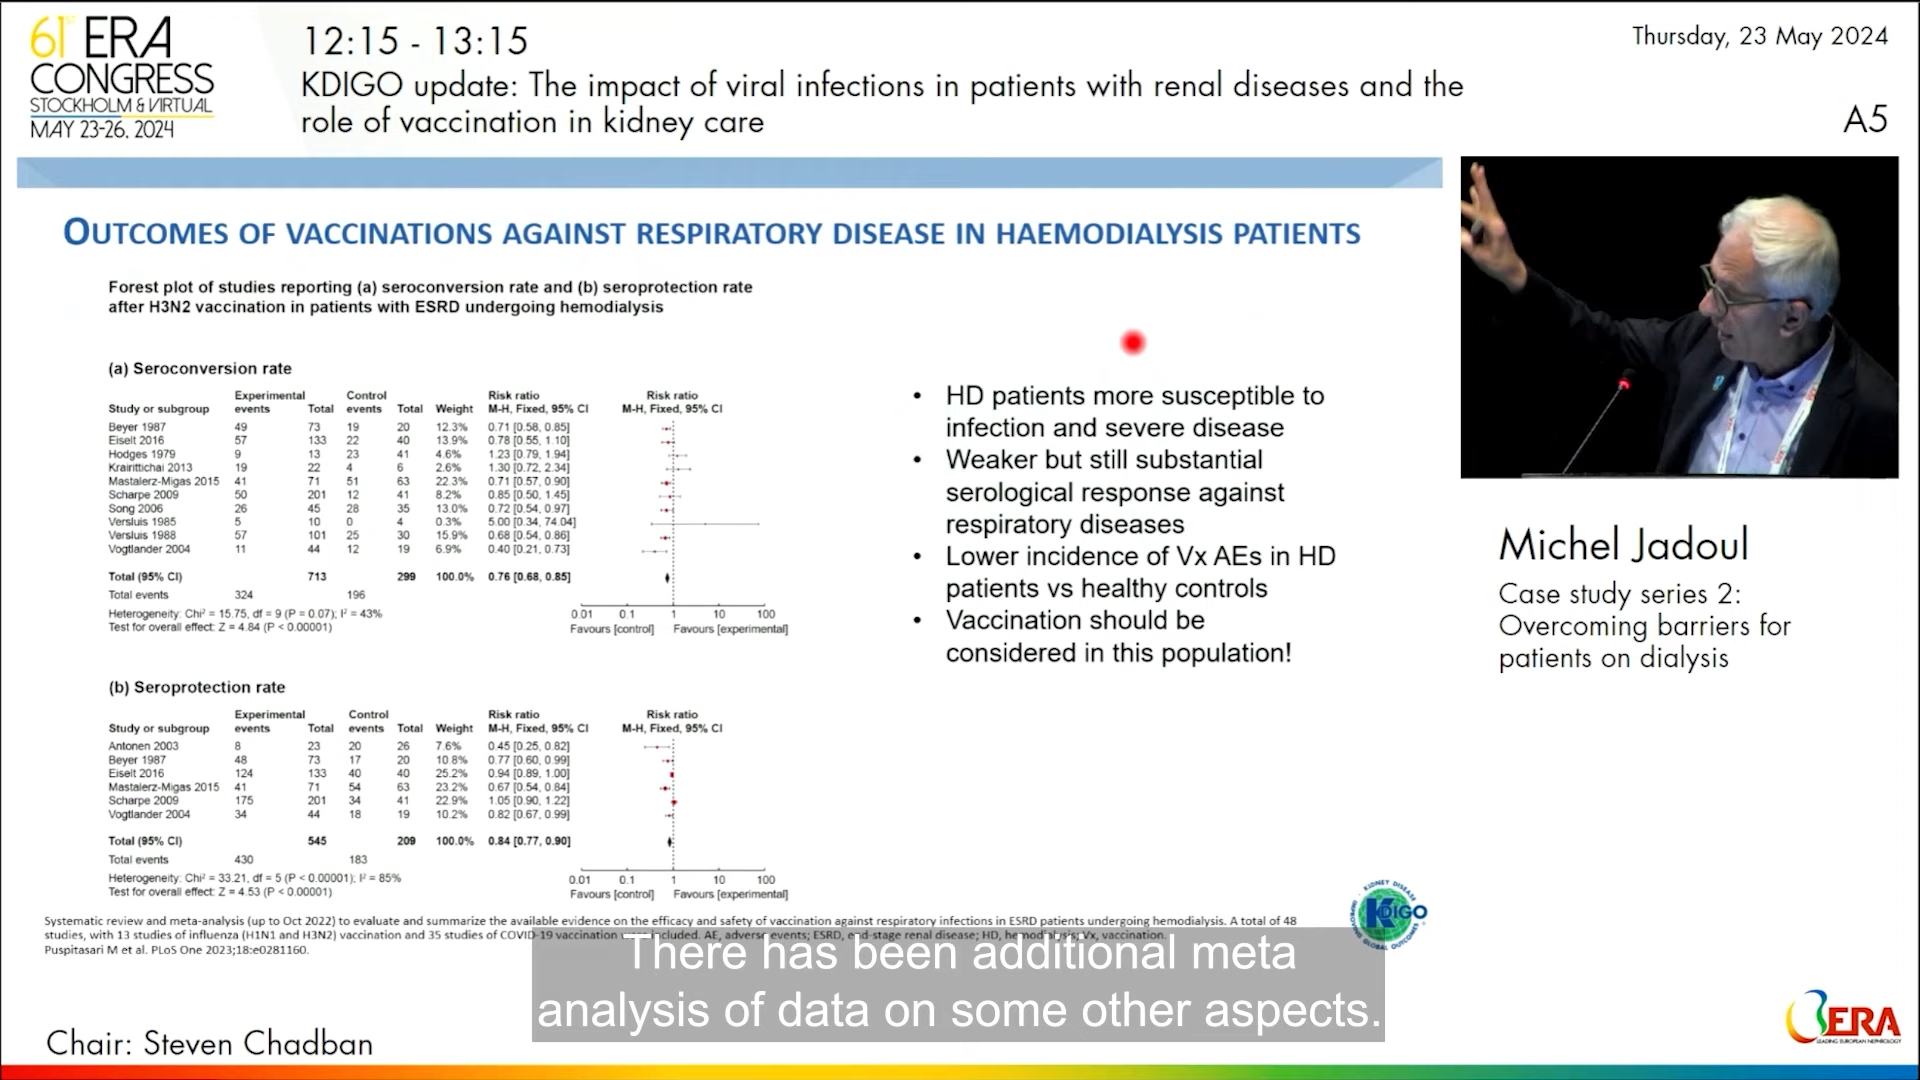 61ST ERA
CONGRESS
STOCKHOLM & VIRTUAL
MAY 23-26, 2024
12:15 - 13:15
KDIGO update: The impact of viral infections in patients with renal diseases and the
role of vaccination in kidney care
Thursday, 23 May 2024
A5
OUTCOMES OF VACCINATIONS AGAINST RESPIRATORY DISEASE IN HAEMODIALYSIS PATIENTS
Forest plot of studies reporting (a) seroconversion rate and (b) seroprotection rate
after H3N2 vaccination in patients with ESRD undergoing hemodialysis
(a) Seroconversion rate
Experimental Control Risk ratio Risk ratio
Study or subgroup events Total events Total Weight M-H, Fixed, 95% CI M-H, Fixed, 95% CI
Beyer 1987 49 73 19 20 12.3% 0.71 [0.58, 0.85]
Eiselt 2016 57 133 22 40 13.9% 0.78 [0.55, 1.10]
Hodges 1979 9 13 23 41 4.6% 1.23 [0.79, 1.94]
Krairittichai 2013 19 22 4 6 2.6% 1.30 [0.72, 2.34]
Mastalerz-Migas 2015 41 71 51 63 22.3% 0.71 [0.57, 0.90]
Scharpe 2009 50 201 12 41 8.2% 0.85 [0.50, 1.45]
Song 2006 26 45 28 35 13.0% 0.72 [0.54, 0.97]
Versluis 1985 5 10 0 4 0.3% 5.00 [0.34, 74.04]
Versluis 1988 57 101 25 30 15.9% 0.68 [0.54, 0.86]
Vogtlander 2004 11 44 12 19 6.9% 0.40 [0.21, 0.73]
Total (95% CI) 713 299 100.0% 0.76 [0.68, 0.85]
Total events 324 196
Heterogeneity: Chi² = 15.75, df = 9 (P = 0.07); I² = 43%
Test for overall effect: Z = 4.84 (P < 0.00001)
0.01 0.1 1 10 100
Favours [control] Favours [experimental]
(b) Seroprotection rate
Experimental Control Risk ratio Risk ratio
Study or subgroup events Total events Total Weight M-H, Fixed, 95% CI M-H, Fixed, 95% CI
Antonen 2003 8 23 20 26 7.6% 0.45 [0.25, 0.82]
Beyer 1987 48 73 17 20 10.8% 0.77 [0.60, 0.99]
Eiselt 2016 124 133 40 40 25.2% 0.94 [0.89, 1.00]
Mastalerz-Migas 2015 41 71 54 63 23.2% 0.67 [0.54, 0.84]
Scharpe 2009 175 201 34 41 22.9% 1.05 [0.90, 1.22]
Vogtlander 2004 34 44 18 19 10.2% 0.82 [0.67, 0.99]
Total (95% CI) 545 209 100.0% 0.84 [0.77, 0.90]
Total events 430 183
Heterogeneity: Chi² = 33.21, df = 5 (P < 0.00001); I² = 85%
Test for overall effect: Z = 4.53 (P < 0.00001)
0.01 0.1 1 10 100
Favours [control] Favours [experimental]
• HD patients more susceptible to
infection and severe disease
• Weaker but still substantial
serological response against
respiratory diseases
• Lower incidence of Vx AEs in HD
patients vs healthy controls
• Vaccination should be
considered in this population!
Michel Jadoul
Case study series 2:
Overcoming barriers for
patients on dialysis
Systematic review and meta-analysis (up to Oct 2022) to evaluate and summarize the available evidence on the efficacy and safety of vaccination against respiratory infections in ESRD patients undergoing hemodialysis. A total of 48
studies, with 13 studies of influenza (H1N1 and H3N2) vaccination and 35 studies of COVID-19 vaccination were included. AE, adverse events; ESRD, end-stage renal disease; HD, hemodialysis; Vx, vaccination.
Puspitasari M et al. PLoS One 2023;18:e0281160.
KIDNEY DISEASE
KDIGO
IMPROVING GLOBAL OUTCOMES
There has been additional meta
analysis of data on some other aspects.
Chair: Steven Chadban
ERA
LEADING EUROPEAN NEPHROLOGY